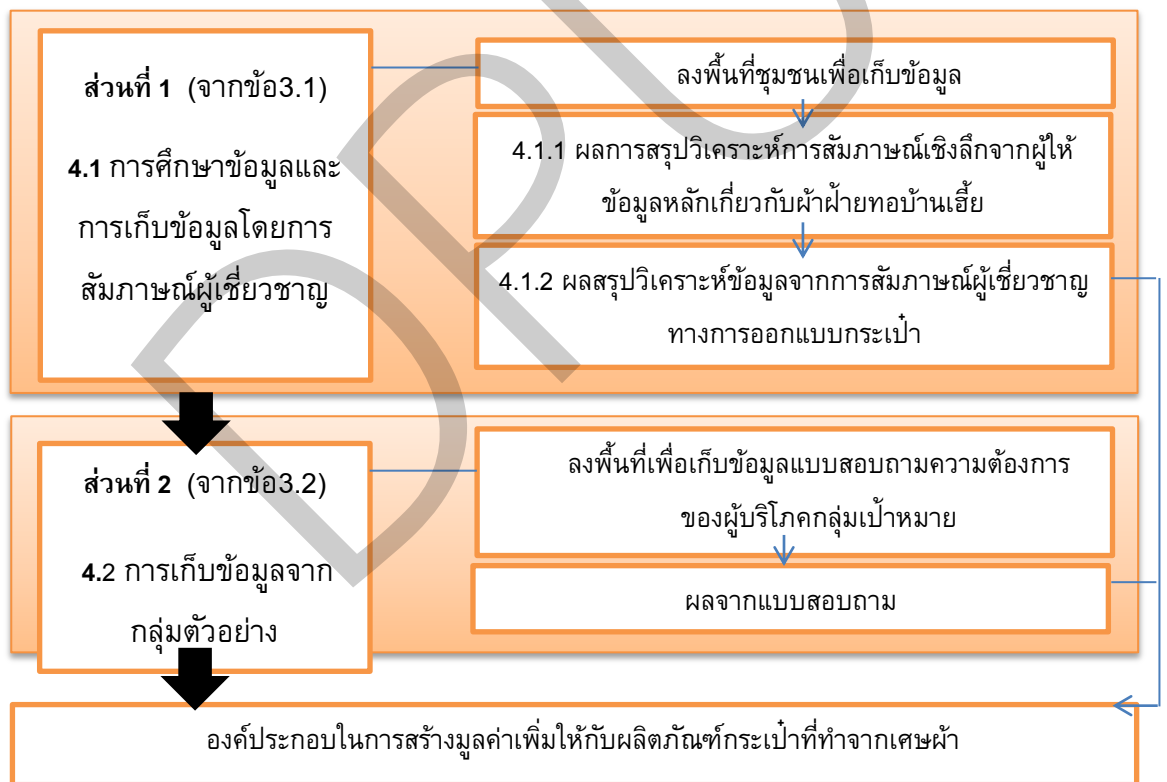 ส่วนที่ 1 (จากข้อ3.1)
4.1 การศึกษาข้อมูลและ
การเก็บข้อมูลโดยการ
สัมภาษณ์ผู้เชี่ยวชาญ
ลงพื้นที่ชุมชนเพื่อเก็บข้อมูล
4.1.1 ผลการสรุปวิเคราะห์การสัมภาษณ์เชิงลึกจากผู้ให้
ข้อมูลหลักเกี่ยวกับผ้าฝ้ายทอบ้านเฮี้ย
4.1.2 ผลสรุปวิเคราะห์ข้อมูลจากการสัมภาษณ์ผู้เชี่ยวชาญ
ทางการออกแบบกระเป๋า
ส่วนที่ 2 (จากข้อ3.2)
4.2 การเก็บข้อมูลจาก
กลุ่มตัวอย่าง
ลงพื้นที่เพื่อเก็บข้อมูลแบบสอบถามความต้องการ
ของผู้บริโภคกลุ่มเป้าหมาย
ผลจากแบบสอบถาม
องค์ประกอบในการสร้างมูลค่าเพิ่มให้กับผลิตภัณฑ์กระเป๋าที่ทำจากเศษผ้า
DPU